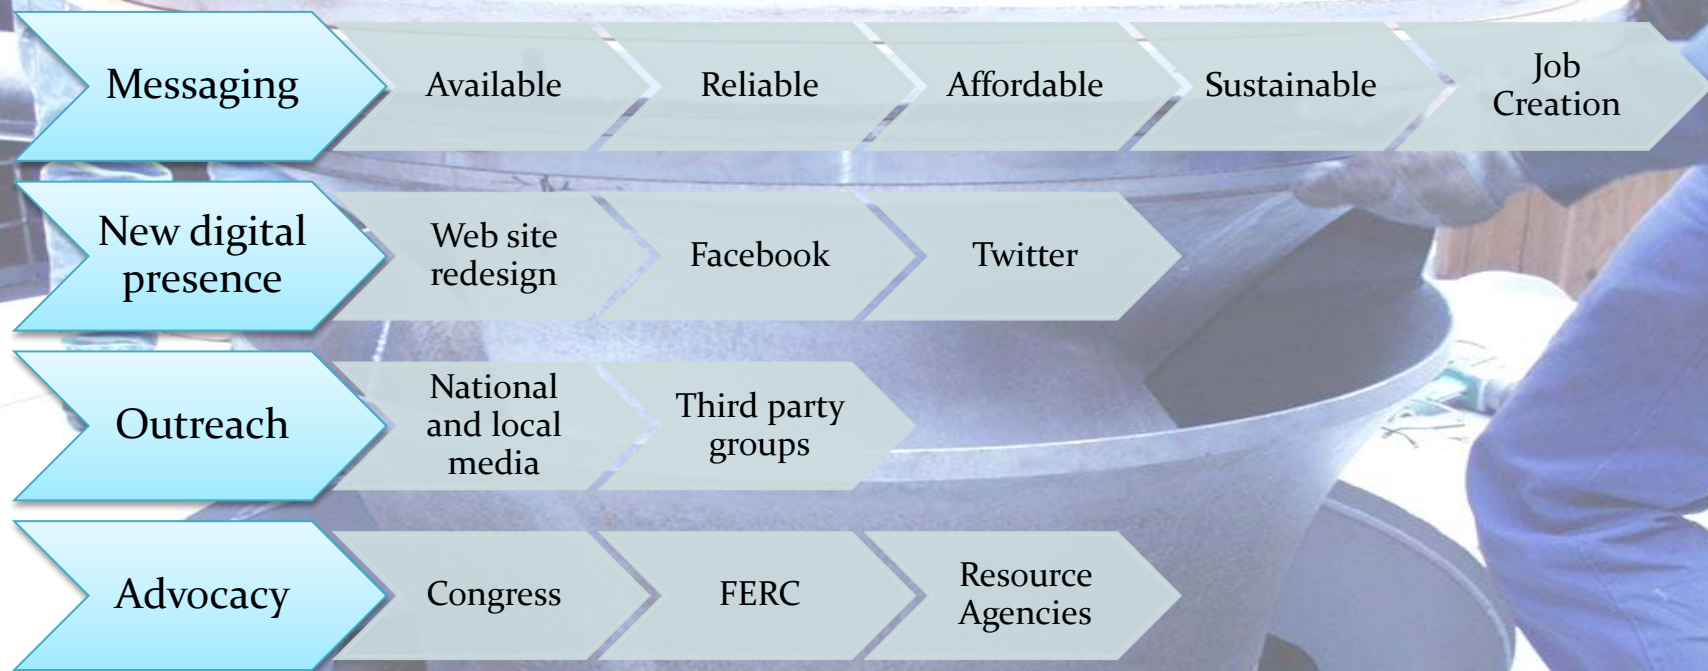 Messaging
Available
Reliable
Affordable
Sustainable
Job
Creation
New digital
presence
Web site
redesign
Facebook
Twitter
Outreach
National
and local
media
Third party
groups
Advocacy
Congress
FERC
Resource
Agencies